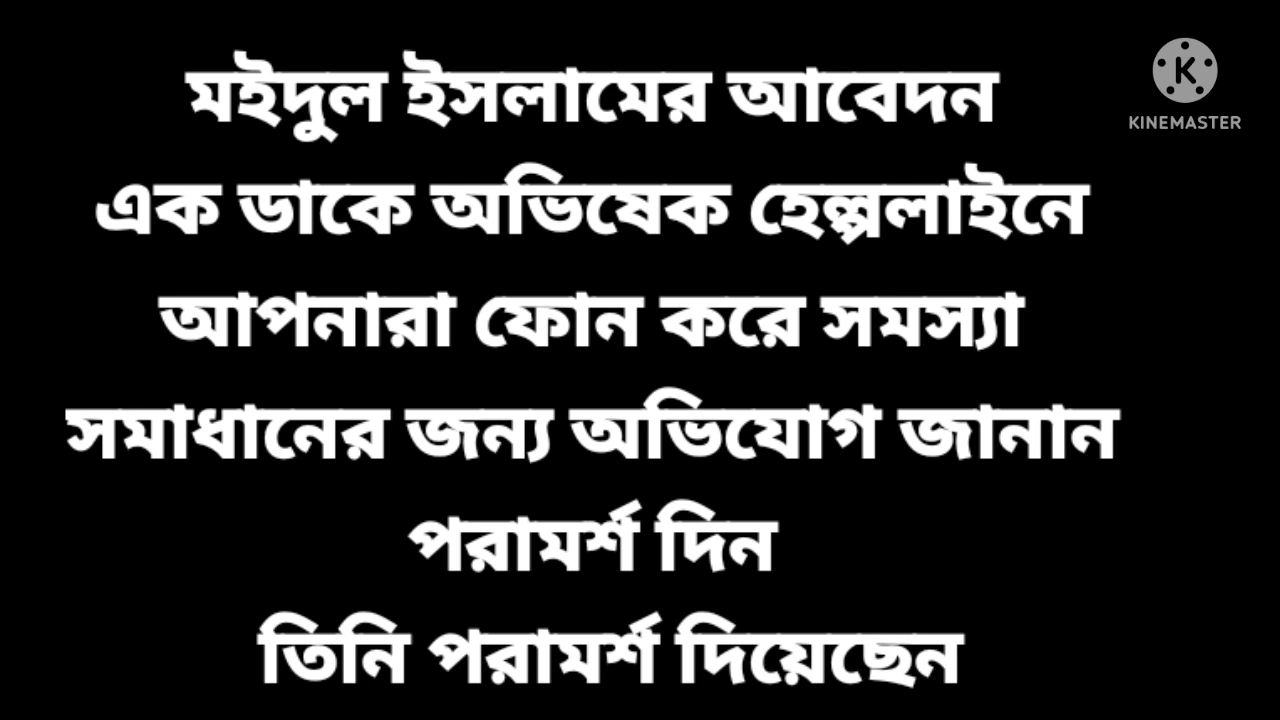 মইদুল ইসলামের আবেদন
এক ডাকে অভিষেক হেল্পলাইনে
আপনারা ফোন করে সমস্যা
সমাধানের জন্য অভিযোগ জানান
পরামর্শ দিন
তিনি পরামর্শ দিয়েছেন
K
KINEMASTER